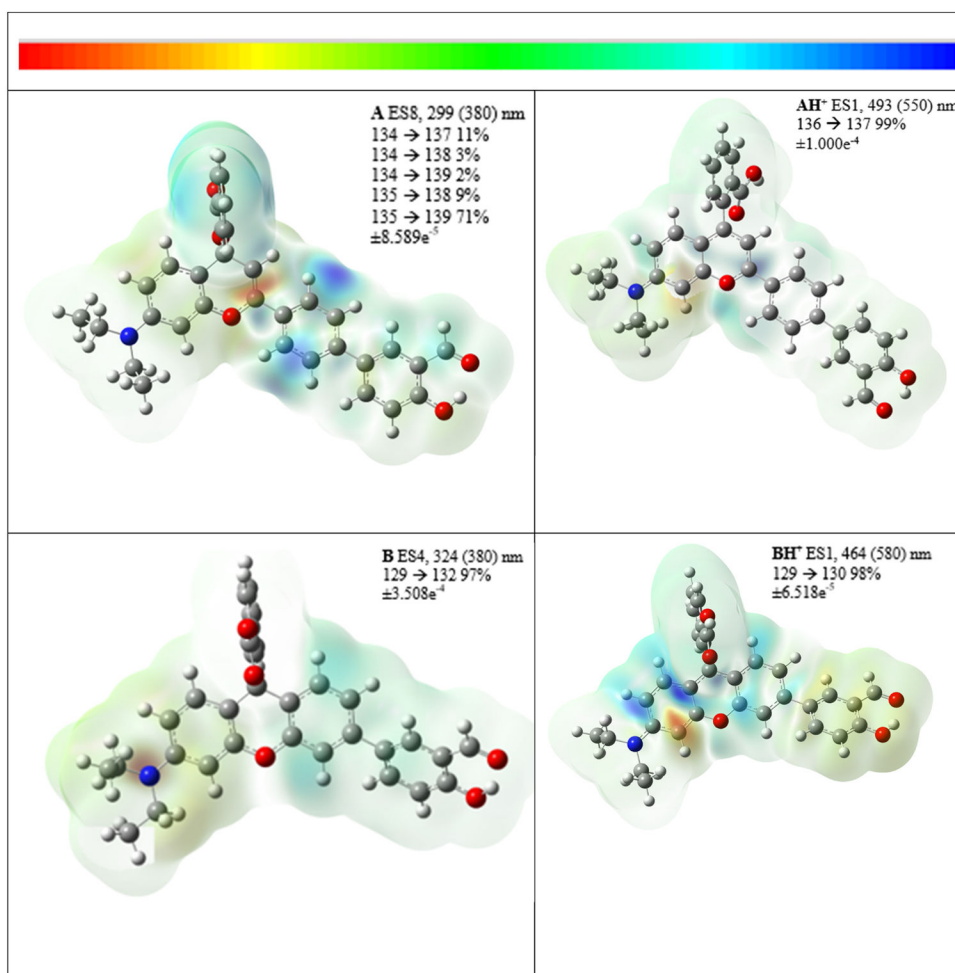 A ES8, 299 (380) nm
134 → 137 11%
134 → 138 3%
134 → 139 2%
135 → 138 9%
135 → 139 71%
±8.589e⁻⁵
AH⁺ ES1, 493 (550) nm
136 → 137 99%
±1.000e⁻⁴
B ES4, 324 (380) nm
129 → 132 97%
±3.508e⁻⁴
BH⁺ ES1, 464 (580) nm
129 → 130 98%
±6.518e⁻⁵